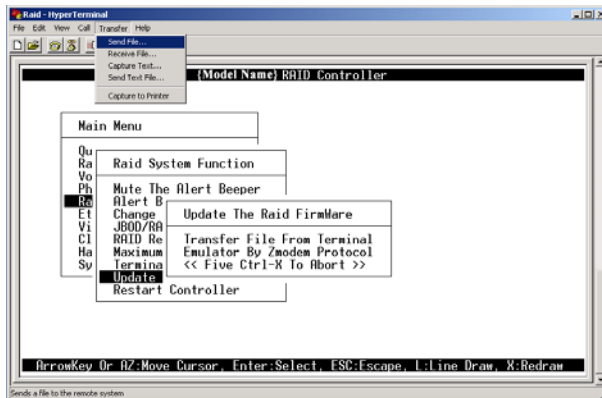 Raid - HyperTerminal
File Edit View Call Transfer Help
Send File...
Receive File...
Capture Text...
Send Text File...
Capture to Printer
{Model Name} RAID Controller
Main Menu
Qu
Ra
Vo
Ph
Ra
Et
Vi
Cl
Ha
Sy
Raid System Function
Mute The Alert Beeper
Alert B
Change
JBOD/RA
RAID Re
Maximum
Termina
Update
Restart Controller
Update The Raid FirmWare
Transfer File From Terminal
Emulator By Zmodem Protocol
<< Five Ctrl-X To Abort >>
ArrowKey Or AZ:Move Cursor, Enter:Select, ESC:Escape, L:Line Draw, X:Redraw
Sends a file to the remote system